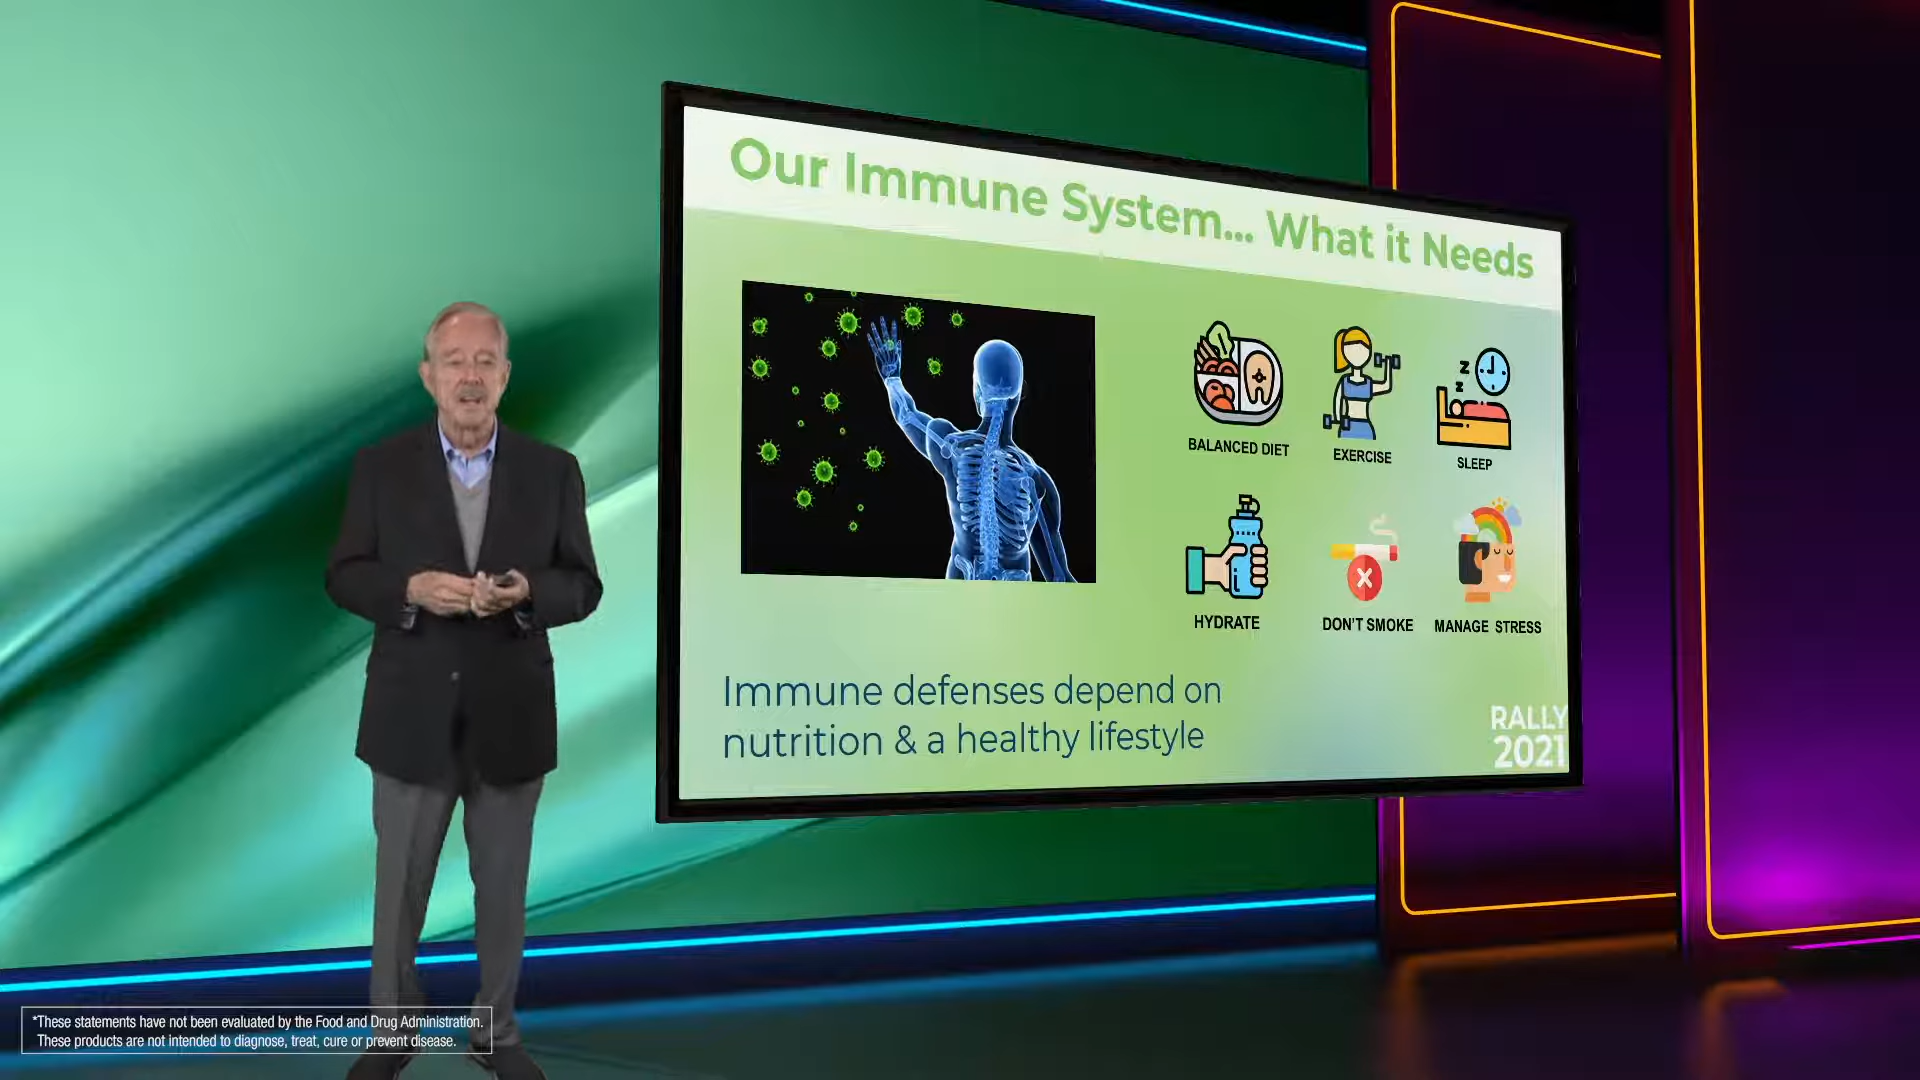 Our Immune System... What it Needs
BALANCED DIET
EXERCISE
SLEEP
z
z
HYDRATE
DON'T SMOKE
MANAGE STRESS
Immune defenses depend on
nutrition & a healthy lifestyle
RALLY
2021
*These statements have not been evaluated by the Food and Drug Administration.
These products are not intended to diagnose, treat, cure or prevent disease.